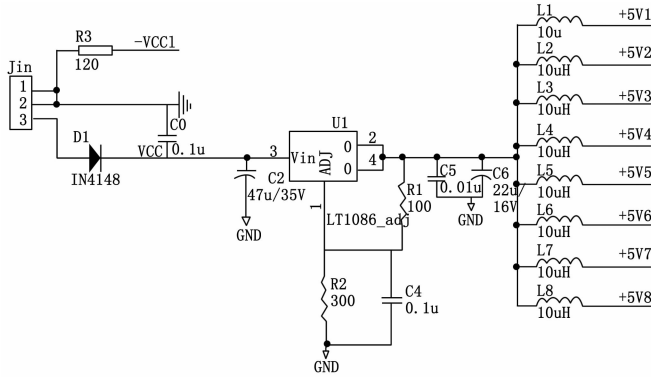 L1
+5V1
10u
R3
-VCC1
120
L2
+5V2
10uH
Jin
1
2
3
L3
+5V3
10uH
C0
0.1u
U1
L4
+5V4
10uH
D1
VCC
IN4148
3
Vin
ADJ
0
0
2
4
C2
47u/35V
GND
1
R1
100
C5
0.01u
C6
22u/
16V
GND
L5
+5V5
10uH
LT1086_adj
L6
+5V6
10uH
L7
+5V7
10uH
R2
300
C4
0.1u
L8
+5V8
10uH
GND